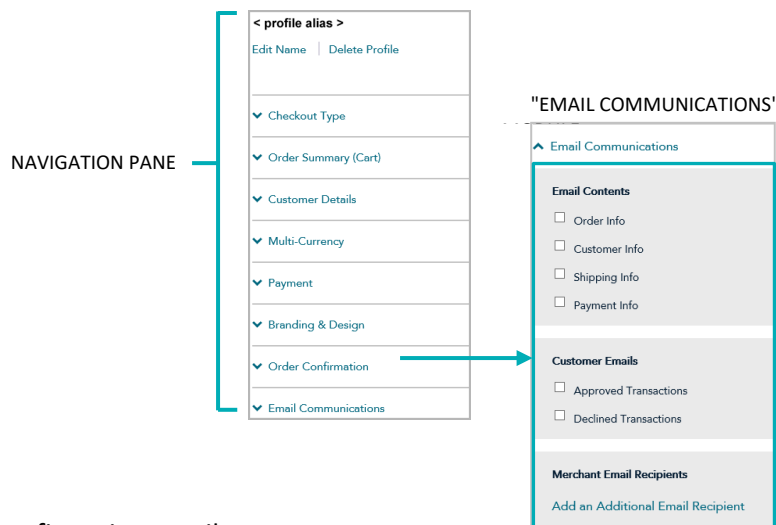 < profile alias >
Edit Name | Delete Profile
Checkout Type
Order Summary (Cart)
Customer Details
Multi-Currency
Payment
Branding & Design
Order Confirmation
Email Communications
NAVIGATION PANE
"EMAIL COMMUNICATIONS"
Email Communications
Email Contents
Order Info
Customer Info
Shipping Info
Payment Info
Customer Emails
Approved Transactions
Declined Transactions
Merchant Email Recipients
Add an Additional Email Recipient